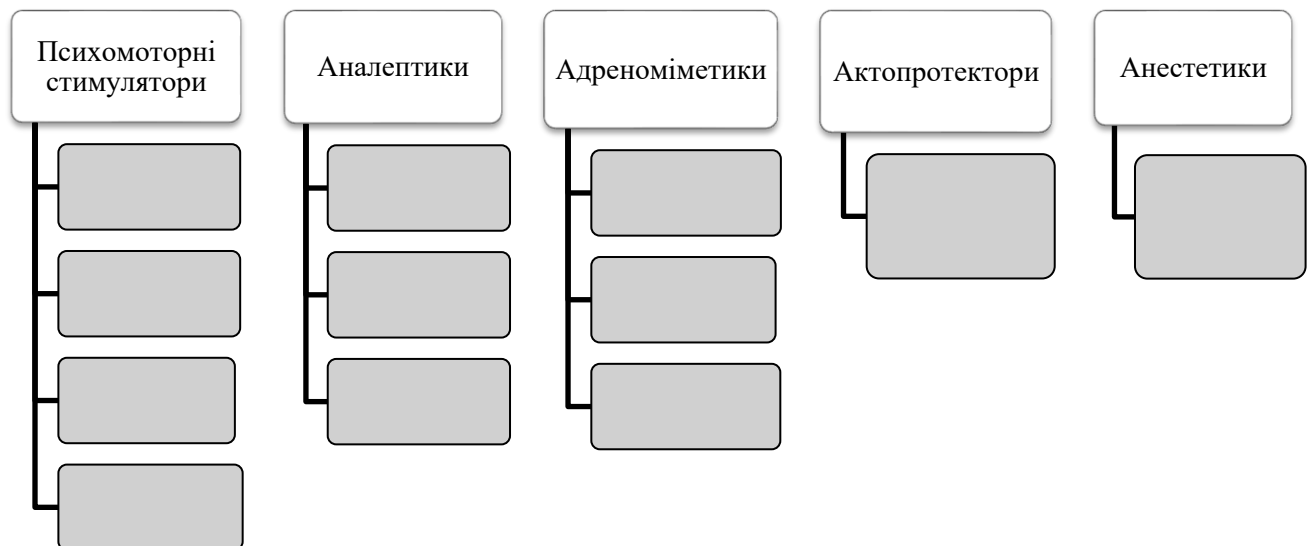 Психомоторні
стимулятори
Аналептики
Адреноміметики
Актопротектори
Анестетики